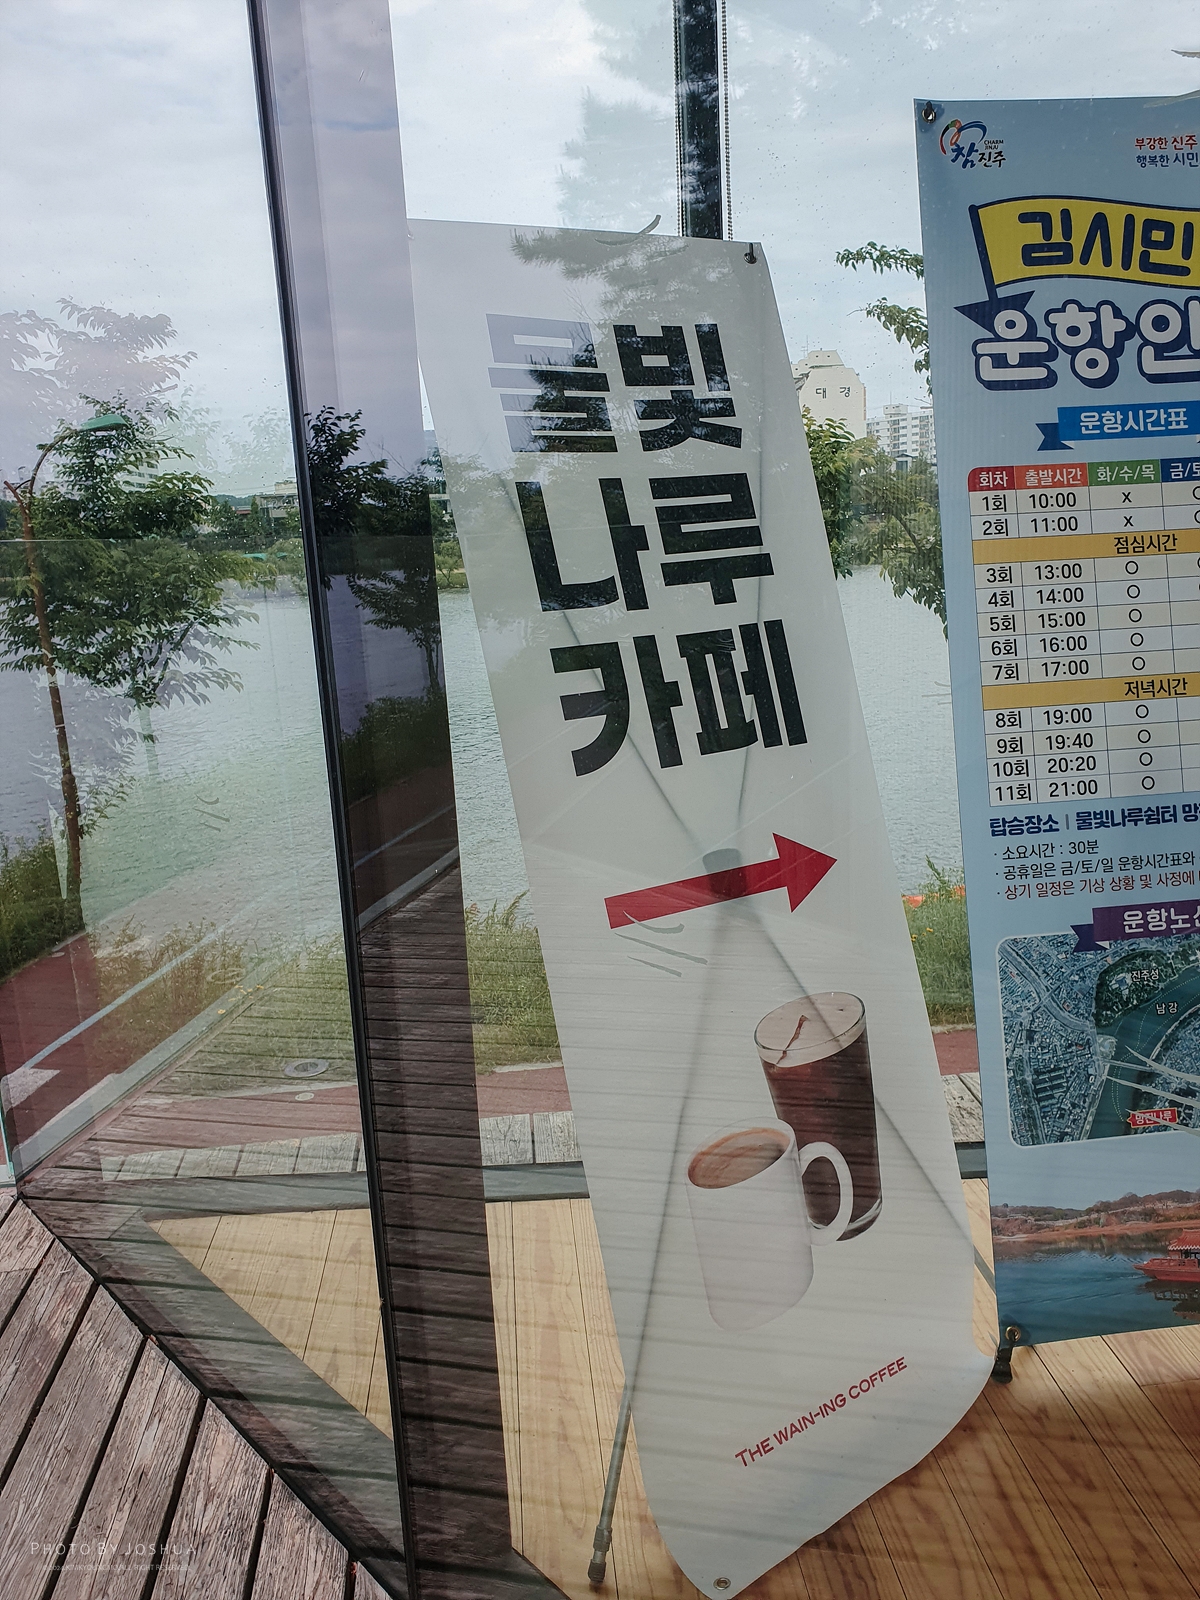 물빛
나루
카페
THE WAIN-ING COFFEE
대경
참진주
CHARM
JINJU
부강한 진주
행복한 시민
김시민
운항안
운항시간표
회차 출발시간 화/수/목 금/토
1회 10:00 x
2회 11:00 x
점심시간
3회 13:00 O
4회 14:00 O
5회 15:00 O
6회 16:00 O
7회 17:00 O
저녁시간
8회 19:00 O
9회 19:40 O
10회 20:20 O
11회 21:00 O
탑승장소 | 물빛나루쉼터 망
· 소요시간 : 30분
· 공휴일은 금/토/일 운항시간표와
· 상기 일정은 기상 상황 및 사정에
운항노선
진주성
남강
망진나루
PHOTO BY JOSHUA